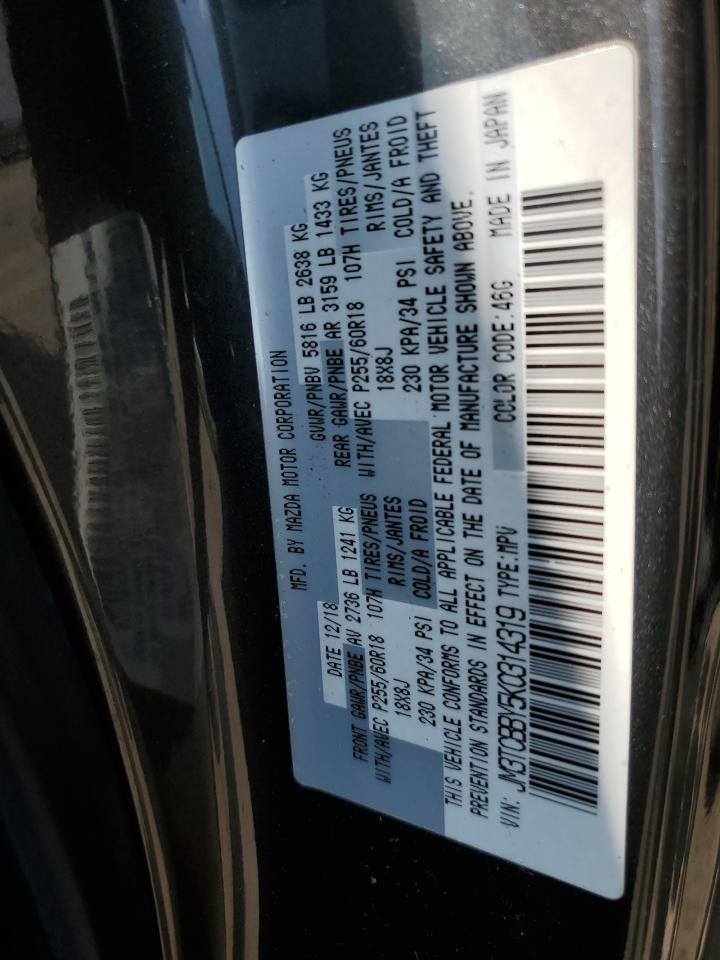 MFD. BY MAZDA MOTOR CORPORATION
DATE 12/18 GVWR/PNBV 5816 LB 2638 KG
FRONT GAWR/PNBE AV 2736 LB 1241 KG REAR GAWR/PNBE AR 3159 LB 1433 KG
WITH/AVEC P255/60R18 107H TIRES/PNEUS WITH/AVEC P255/60R18 107H TIRES/PNEUS
18X8J RIMS/JANTES 18X8J RIMS/JANTES
230 KPA/34 PSI COLD/A FROID 230 KPA/34 PSI COLD/A FROID
THIS VEHICLE CONFORMS TO ALL APPLICABLE FEDERAL MOTOR VEHICLE SAFETY AND THEFT
PREVENTION STANDARDS IN EFFECT ON THE DATE OF MANUFACTURE SHOWN ABOVE.
VIN: JM3TCBBY5K0314319 TYPE:MPV COLOR CODE:46G MADE IN JAPAN